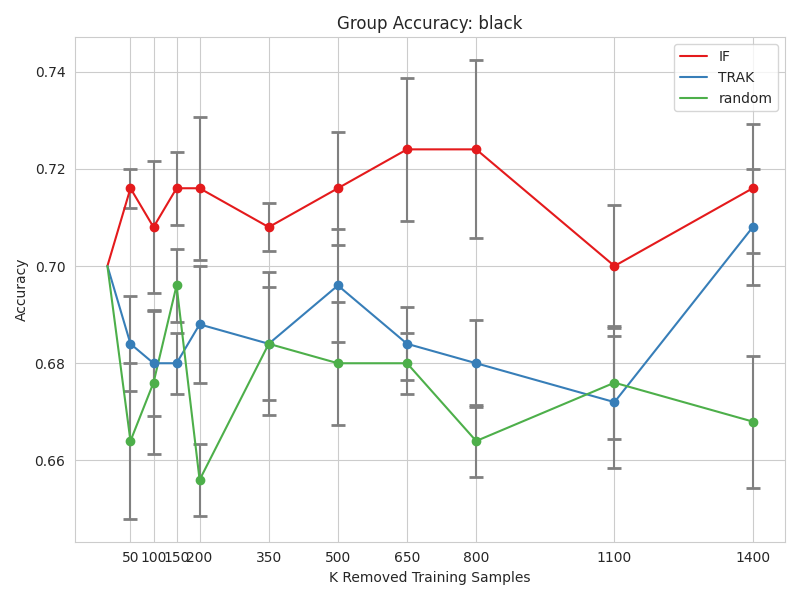 Group Accuracy: black
IF
TRAK
random
0.74
0.72
0.70
0.68
0.66
Accuracy
50 100 150 200 350 500 650 800 1100 1400
K Removed Training Samples